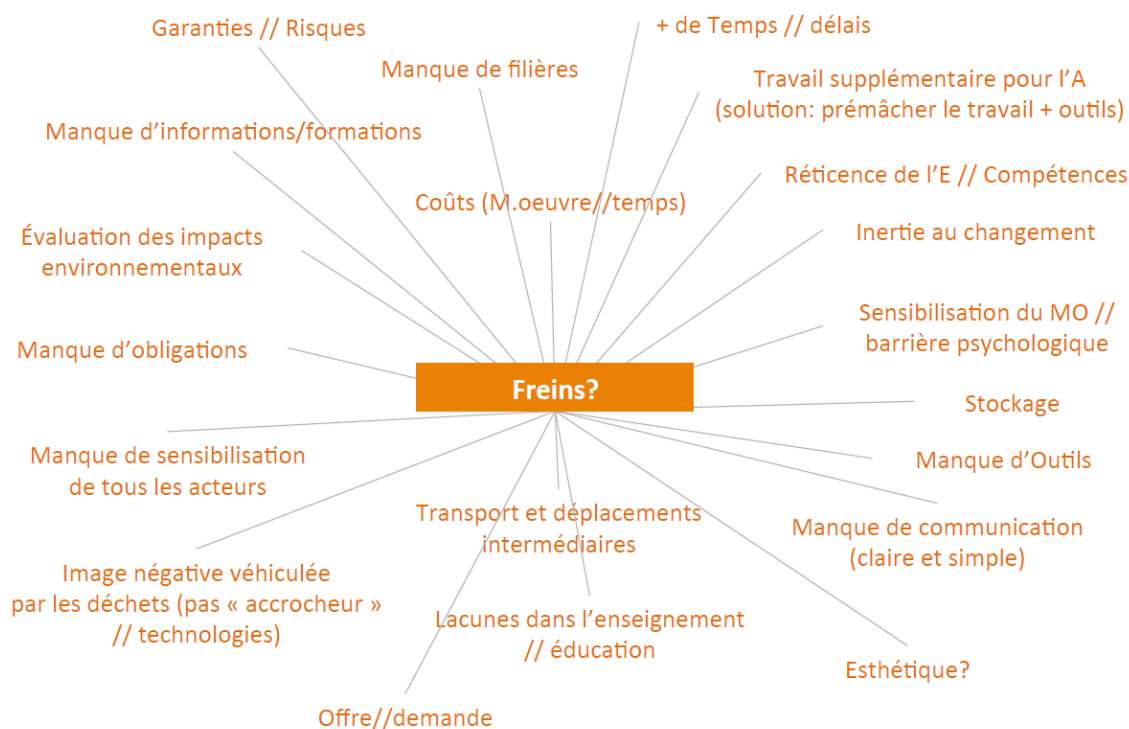 Garanties // Risques
+ de Temps // délais
Manque de filières
Travail supplémentaire pour l’A
(solution: prémâcher le travail + outils)
Manque d’informations/formations
Réticence de l’E // Compétences
Coûts (M.oeuvre//temps)
Évaluation des impacts
environnementaux
Inertie au changement
Sensibilisation du MO //
barrière psychologique
Manque d’obligations
Freins?
Stockage
Manque de sensibilisation
de tous les acteurs
Manque d’Outils
Transport et déplacements
intermédiaires
Manque de communication
(claire et simple)
Image négative véhiculée
par les déchets (pas « accrocheur »
// technologies)
Lacunes dans l’enseignement
// éducation
Esthétique?
Offre//demande